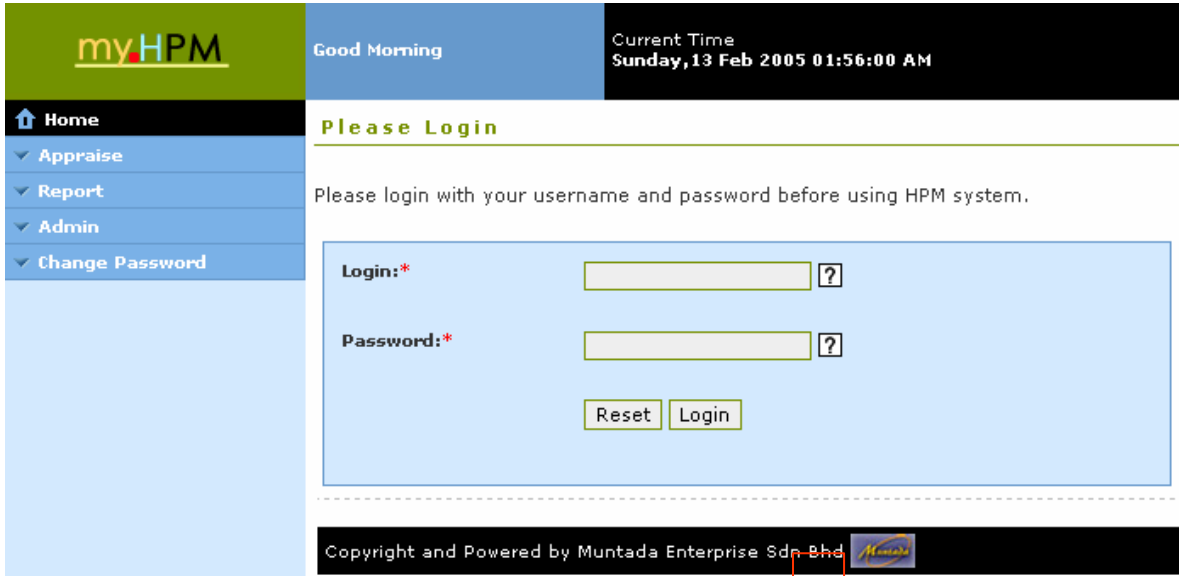 my.HPM
Good Morning
Current Time
Sunday,13 Feb 2005 01:56:00 AM
Home
Appraise
Report
Admin
Change Password
Please Login
Please login with your username and password before using HPM system.
Login:*
?
Password:*
?
Reset Login
Copyright and Powered by Muntada Enterprise Sdn Bhd Muntada